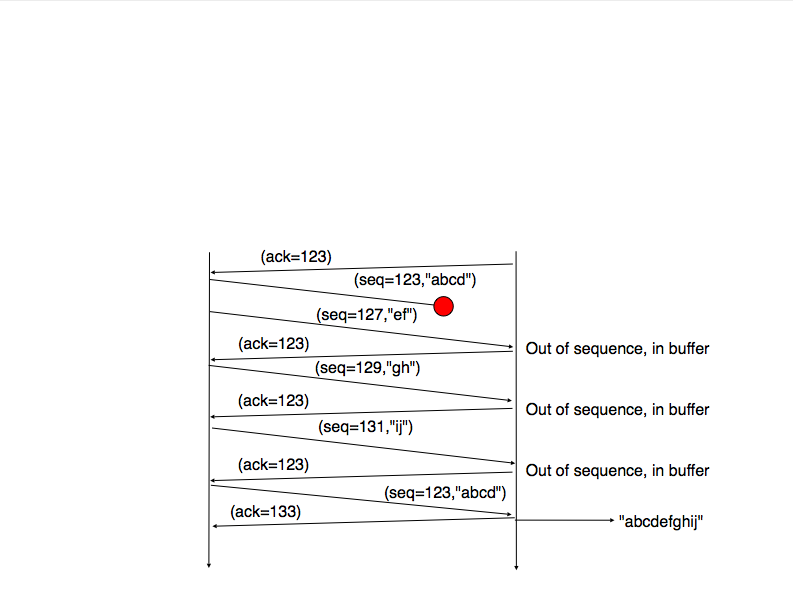 (ack=123)
(seq=123,"abcd")
(seq=127,"ef")
(ack=123)
Out of sequence, in buffer
(seq=129,"gh")
(ack=123)
Out of sequence, in buffer
(seq=131,"ij")
(ack=123)
Out of sequence, in buffer
(seq=123,"abcd")
(ack=133)
"abcdefghij"